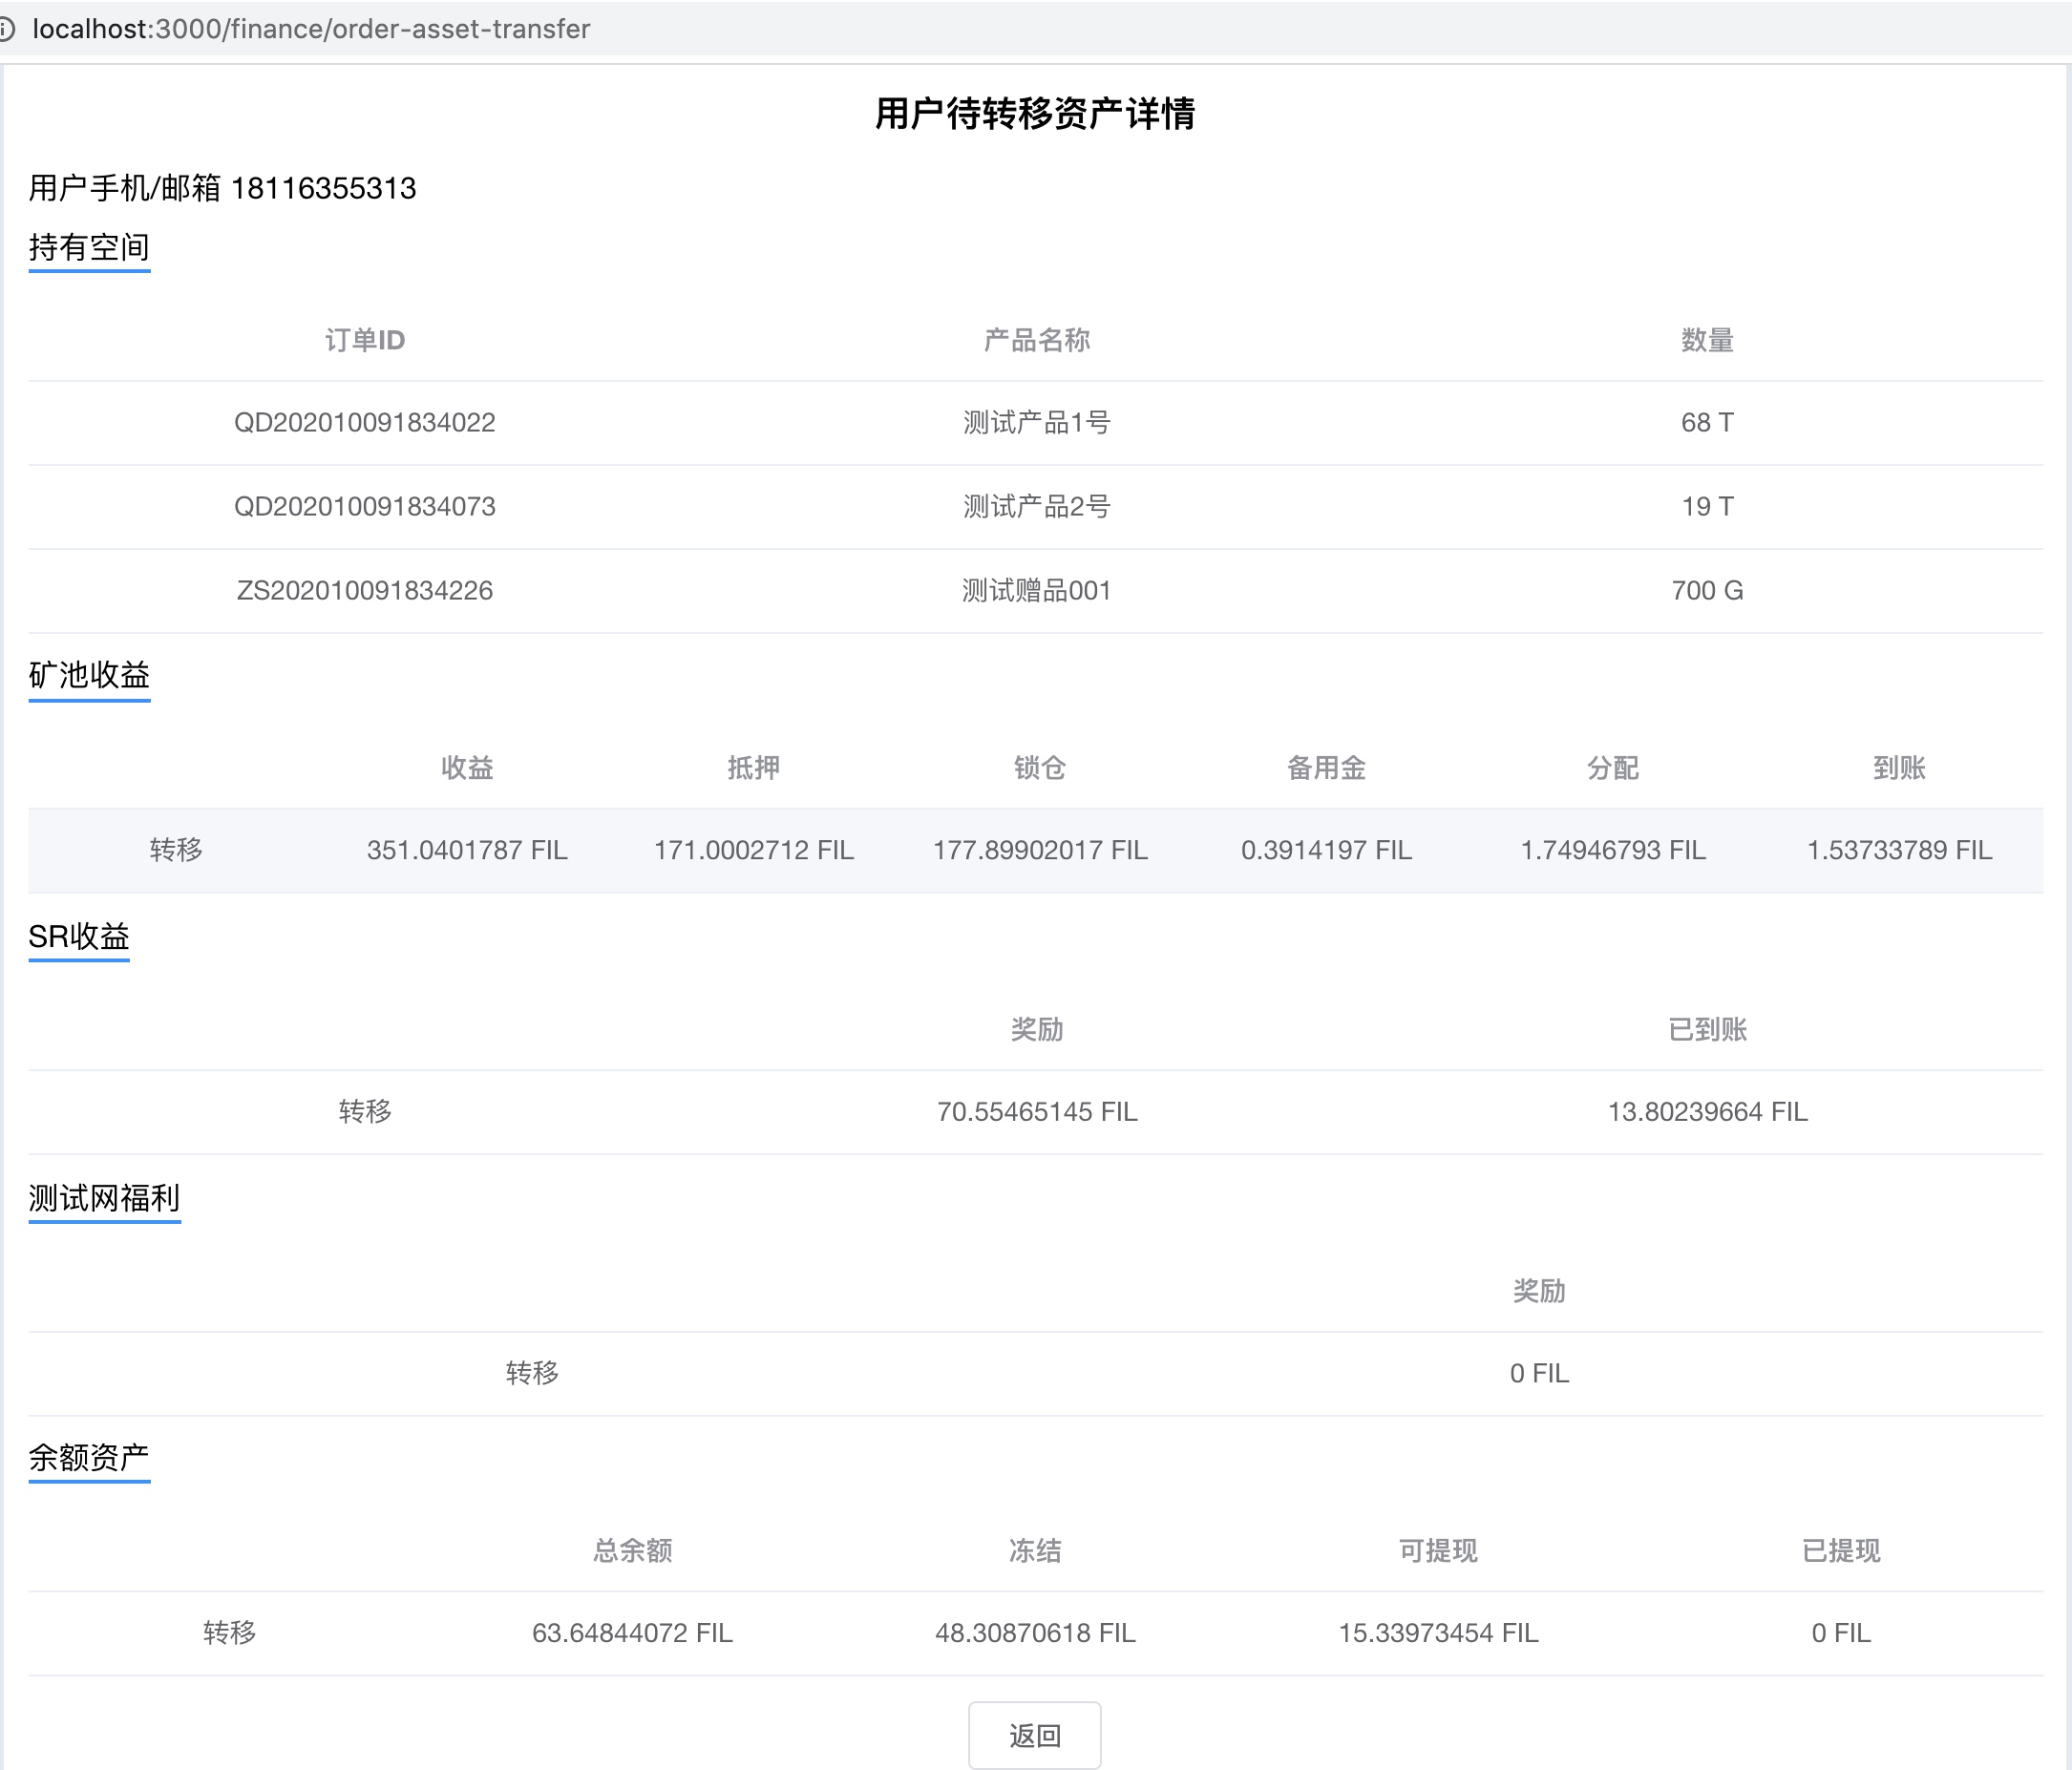 localhost:3000/finance/order-asset-transfer
用户待转移资产详情
用户手机/邮箱 18116355313
持有空间
订单ID 产品名称 数量
QD202010091834022 测试产品1号 68 T
QD202010091834073 测试产品2号 19 T
ZS202010091834226 测试赠品001 700 G
矿池收益
收益 抵押 锁仓 备用金 分配 到账
转移 351.0401787 FIL 171.0002712 FIL 177.89902017 FIL 0.3914197 FIL 1.74946793 FIL 1.53733789 FIL
SR收益
奖励 已到账
转移 70.55465145 FIL 13.80239664 FIL
测试网福利
奖励
转移 0 FIL
余额资产
总余额 冻结 可提现 已提现
转移 63.64844072 FIL 48.30870618 FIL 15.33973454 FIL 0 FIL
返回